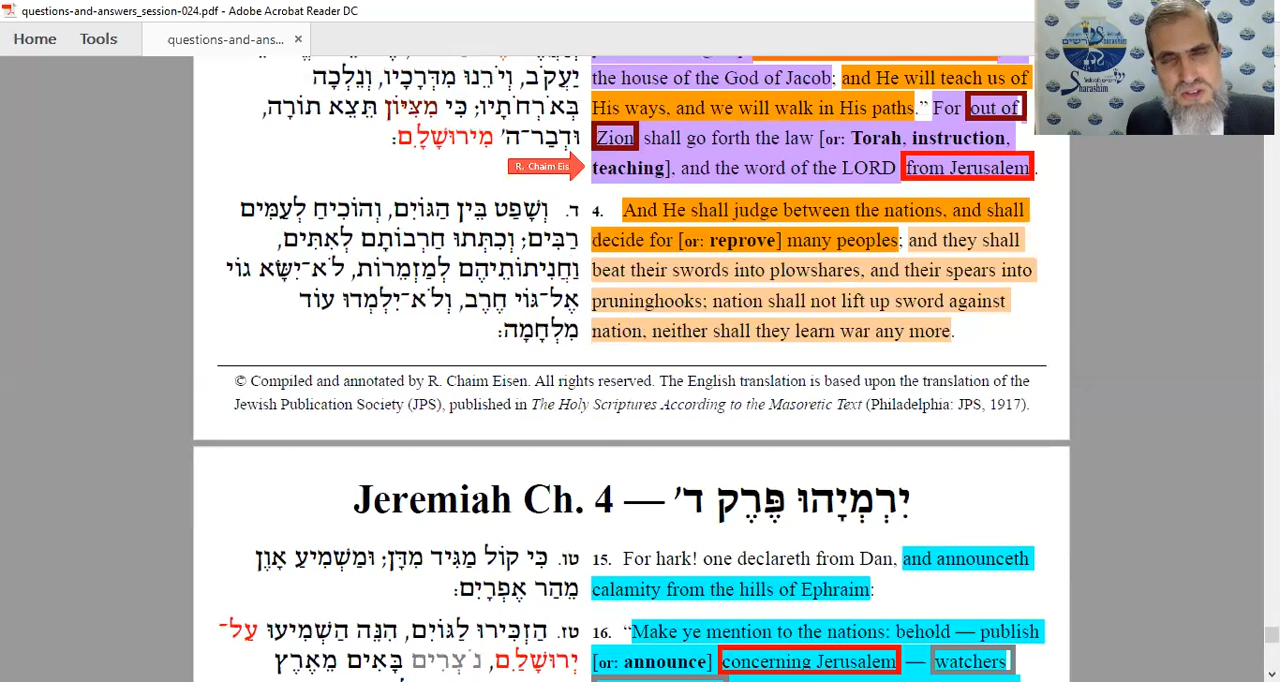 questions-and-answers_session-024.pdf - Adobe Acrobat Reader DC
Home Tools questions-and-ans... ×
יַעֲקֹב, וְיֹרֵנוּ מִדְּרָכָיו, וְנֵלְכָה
בְּאֹרְחֹתָיו; כִּי מִצִּיּוֹן תֵּצֵא תוֹרָה,
וּדְבַר־ה' מִירוּשָׁלָ‍ִם:
the house of the God of Jacob; and He will teach us of
His ways, and we will walk in His paths.” For out of
Zion shall go forth the law [or: Torah, instruction,
teaching], and the word of the LORD from Jerusalem.
R. Chaim Eis
ד. וְשָׁפַט בֵּין הַגּוֹיִם, וְהוֹכִיחַ לְעַמִּים
רַבִּים; וְכִתְּתוּ חַרְבוֹתָם לְאִתִּים,
וַחֲנִיתוֹתֵיהֶם לְמַזְמֵרוֹת, לֹא־יִשָּׂא גוֹי
אֶל־גּוֹי חֶרֶב, וְלֹא־יִלְמְדוּ עוֹד
מִלְחָמָה:
4. And He shall judge between the nations, and shall
decide for [or: reprove] many peoples; and they shall
beat their swords into plowshares, and their spears into
pruninghooks; nation shall not lift up sword against
nation, neither shall they learn war any more.
© Compiled and annotated by R. Chaim Eisen. All rights reserved. The English translation is based upon the translation of the
Jewish Publication Society (JPS), published in The Holy Scriptures According to the Masoretic Text (Philadelphia: JPS, 1917).
Jeremiah Ch. 4 — יִרְמְיָהוּ פֶּרֶק ד'
טו. כִּי קוֹל מַגִּיד מִדָּן; וּמַשְׁמִיעַ אָוֶן
מֵהַר אֶפְרָיִם:
15. For hark! one declareth from Dan, and announceth
calamity from the hills of Ephraim:
טז. הַזְכִּירוּ לַגּוֹיִם, הִנֵּה הַשְׁמִיעוּ עַל־
יְרוּשָׁלַ‍ִם, נֹצְרִים בָּאִים מֵאֶרֶץ
16. “Make ye mention to the nations: behold — publish
[or: announce] concerning Jerusalem — watchers
Sharashim